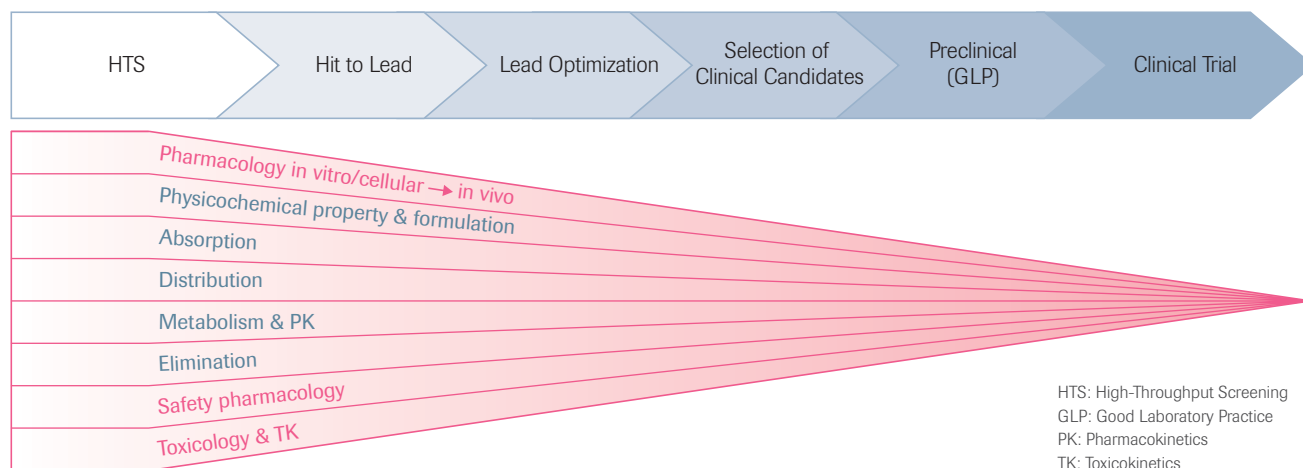 HTS
Hit to Lead
Lead Optimization
Selection of
Clinical Candidates
Preclinical
(GLP)
Clinical Trial
Pharmacology in vitro/cellular → in vivo
Physicochemical property & formulation
Absorption
Distribution
Metabolism & PK
Elimination
Safety pharmacology
Toxicology & TK
HTS: High-Throughput Screening
GLP: Good Laboratory Practice
PK: Pharmacokinetics
TK: Toxicokinetics